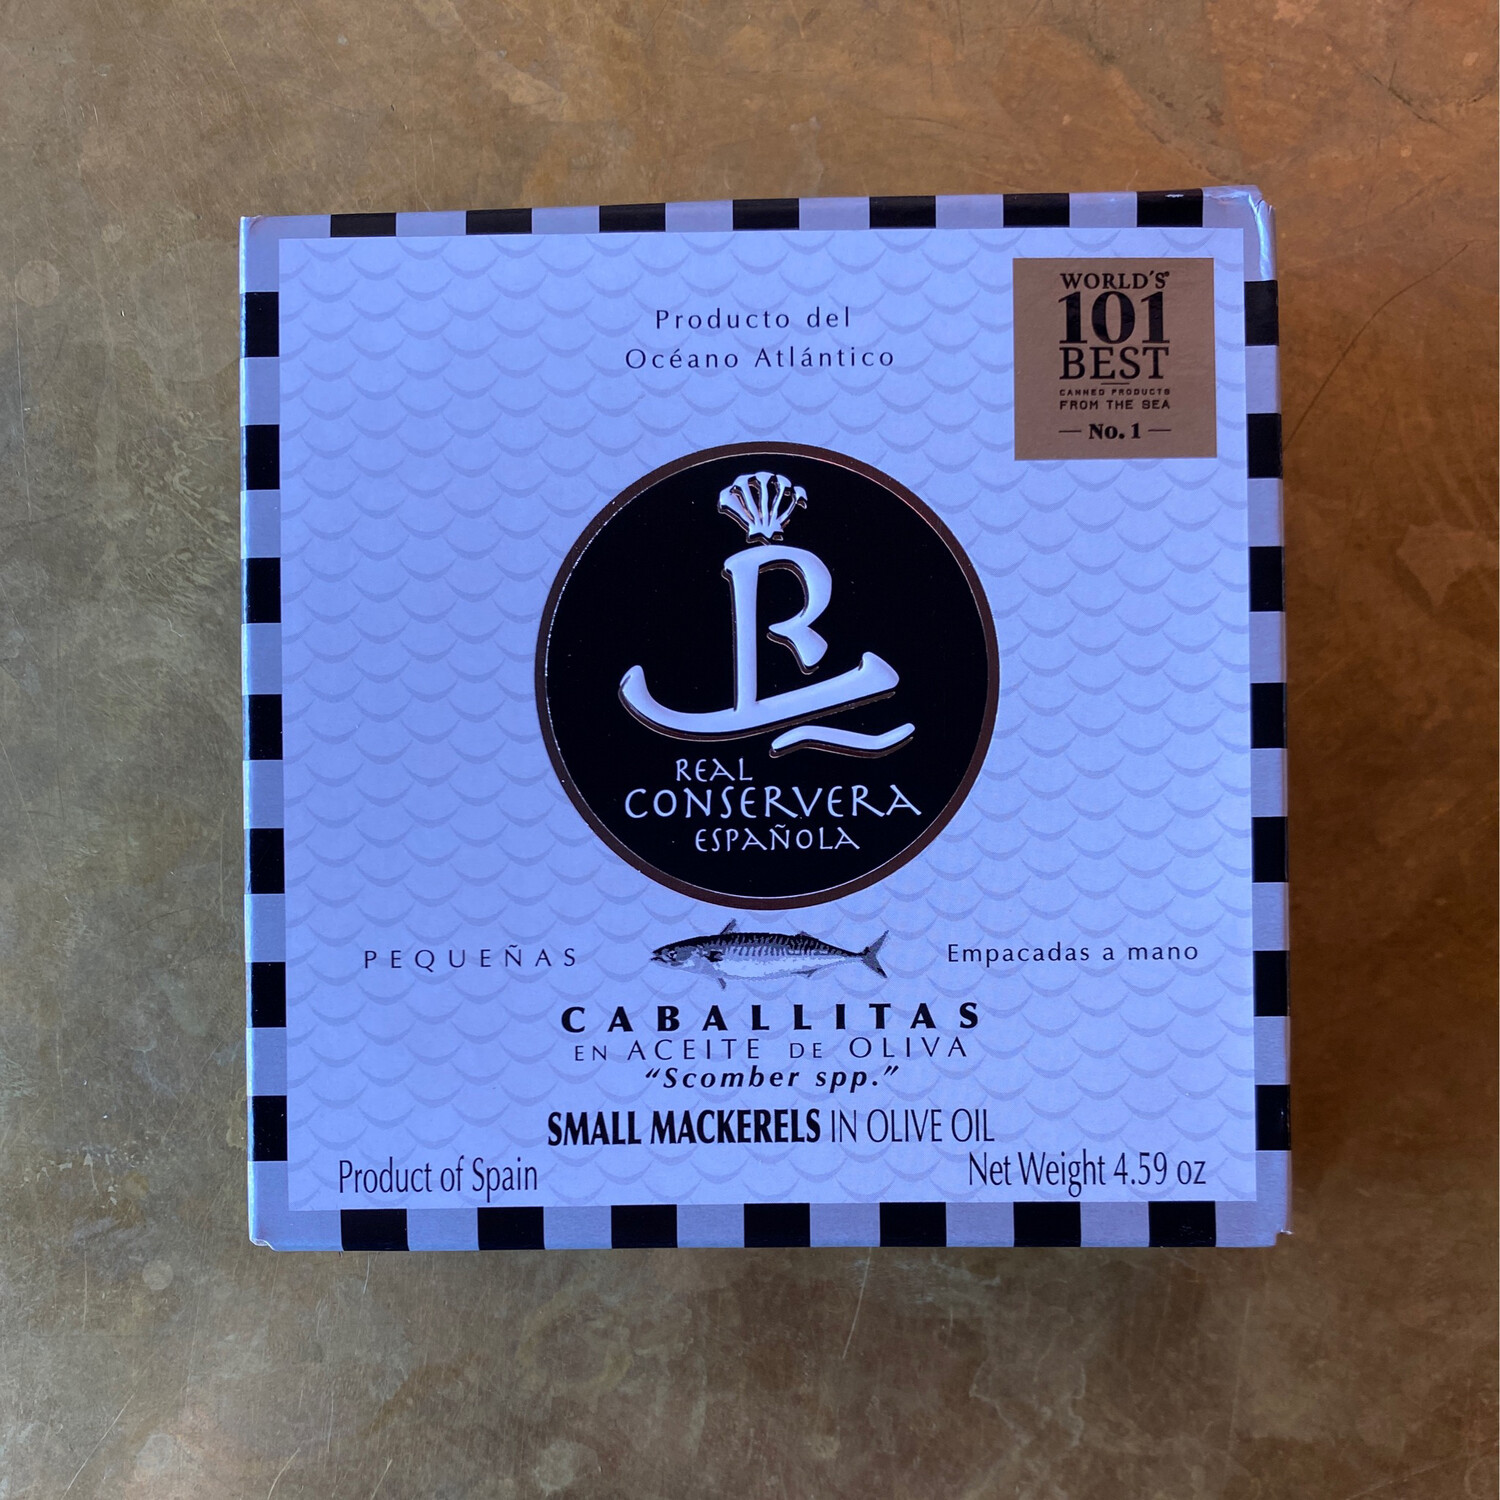 Producto del
Océano Atlántico
WORLD'S
101
BEST
CANNED PRODUCTS
FROM THE SEA
No. 1
R
REAL
CONSERVERA
ESPAÑOLA
PEQUEÑAS
Empacadas a mano
CABALLITAS
EN ACEITE DE OLIVA
“Scomber spp.”
SMALL MACKERELS IN OLIVE OIL
Product of Spain
Net Weight 4.59 oz